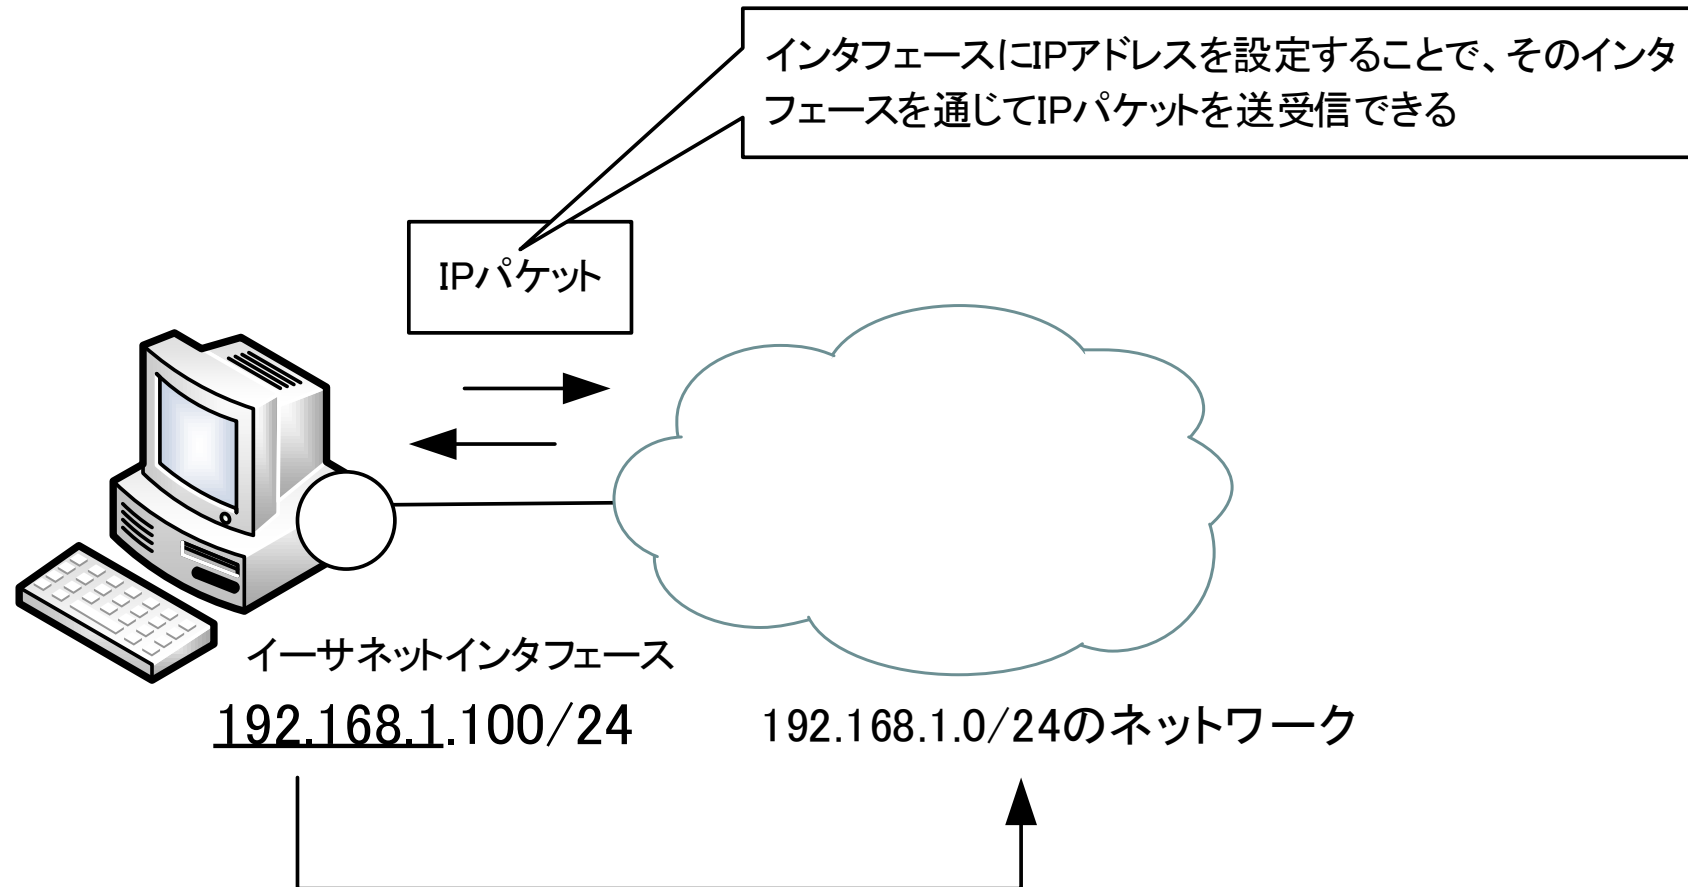 インタフェースにIPアドレスを設定することで、そのインタ
フェースを通じてIPパケットを送受信できる
IPパケット
イーサネットインタフェース
192.168.1.100/24
192.168.1.0/24のネットワーク